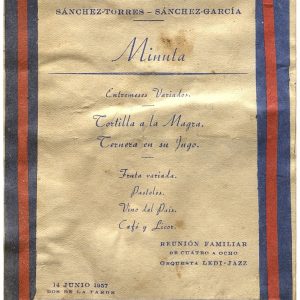 SÁNCHEZ-TORRES - SÁNCHEZ-GARCÍA
Minuta
Entremeses Variados.
Tortilla a la Magra.
Ternera en su Jugo.
Fruta variada.
Pasteles.
Vino del País.
Café y Licor.
REUNIÓN FAMILIAR
DE CUATRO A OCHO
ORQUESTA LEDI-JAZZ
14 JUNIO 1957
DOS DE LA TARDE